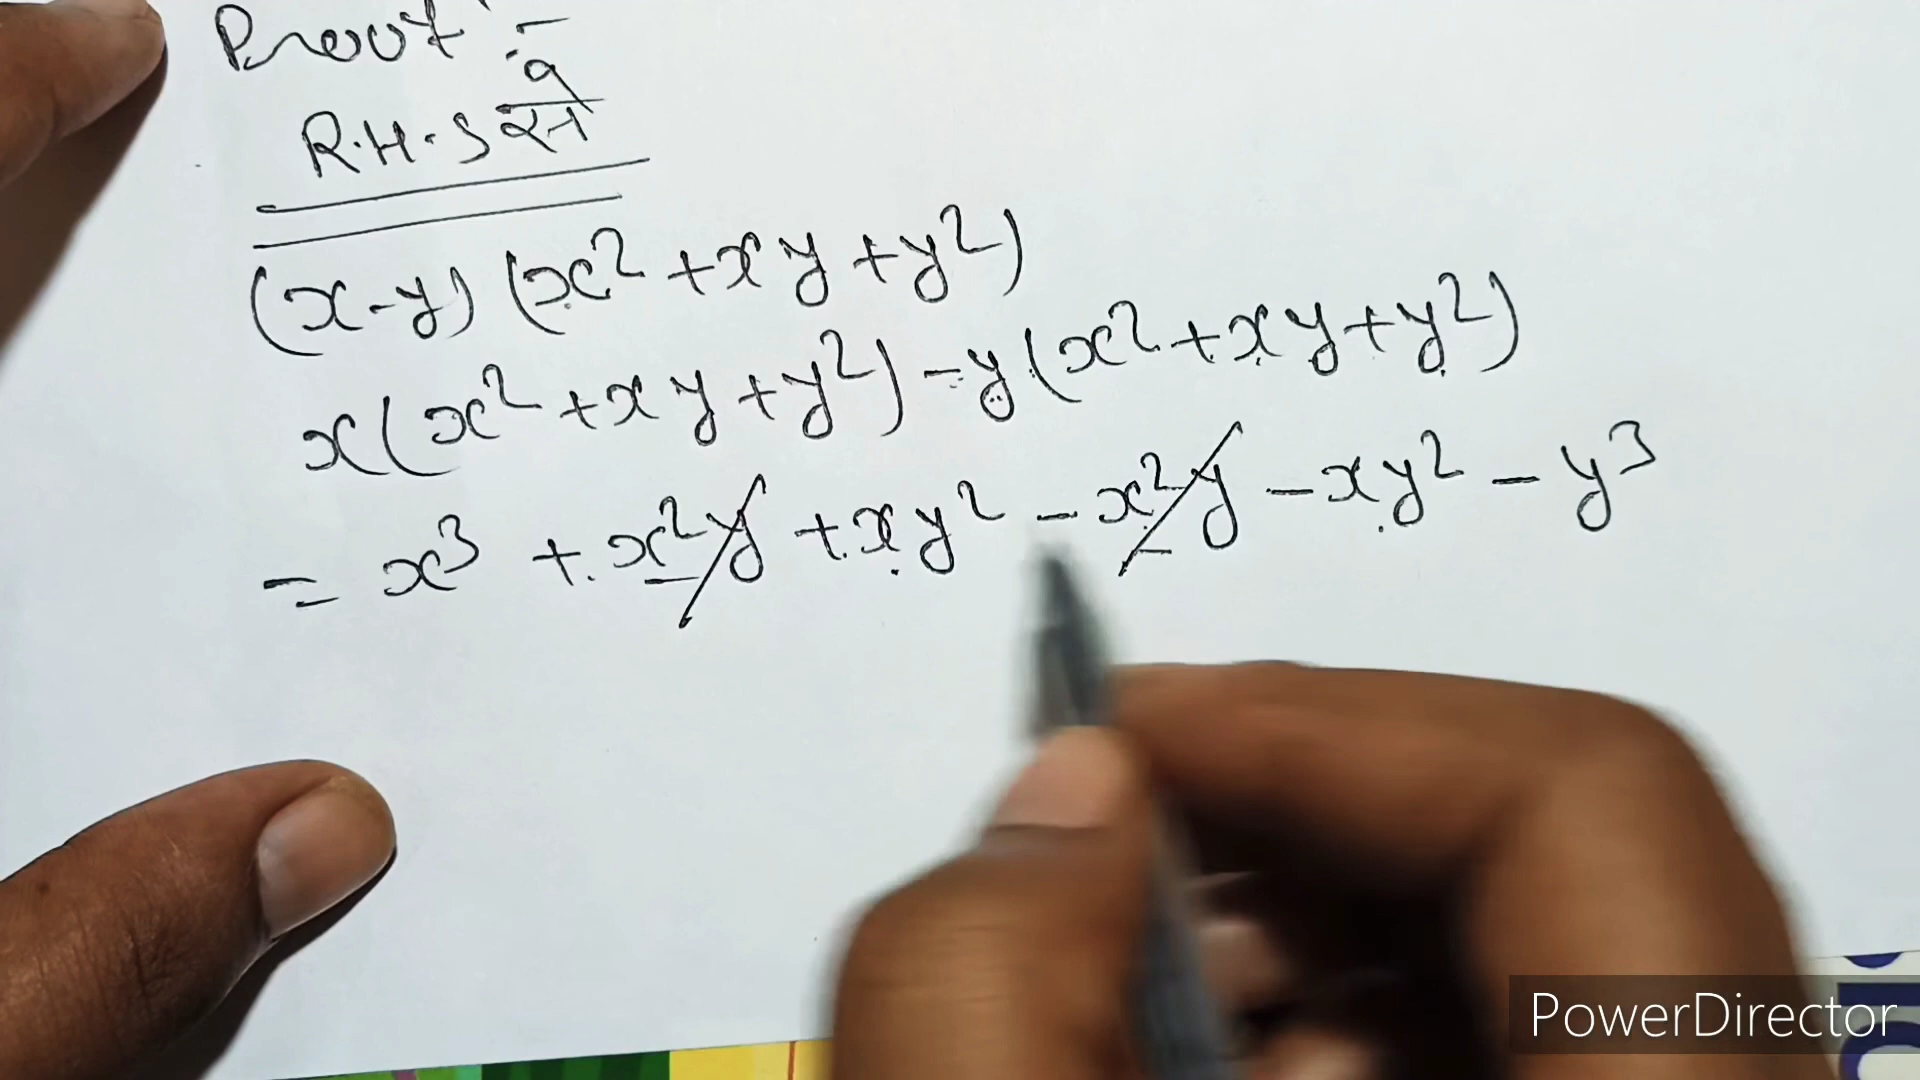 Proof :-
R.H.S से
(x-y) (x²+xy+y²)
x(x²+xy+y²)-y(x²+xy+y²)
= x³ +x²y +xy² -x²y -xy² - y³
PowerDirector